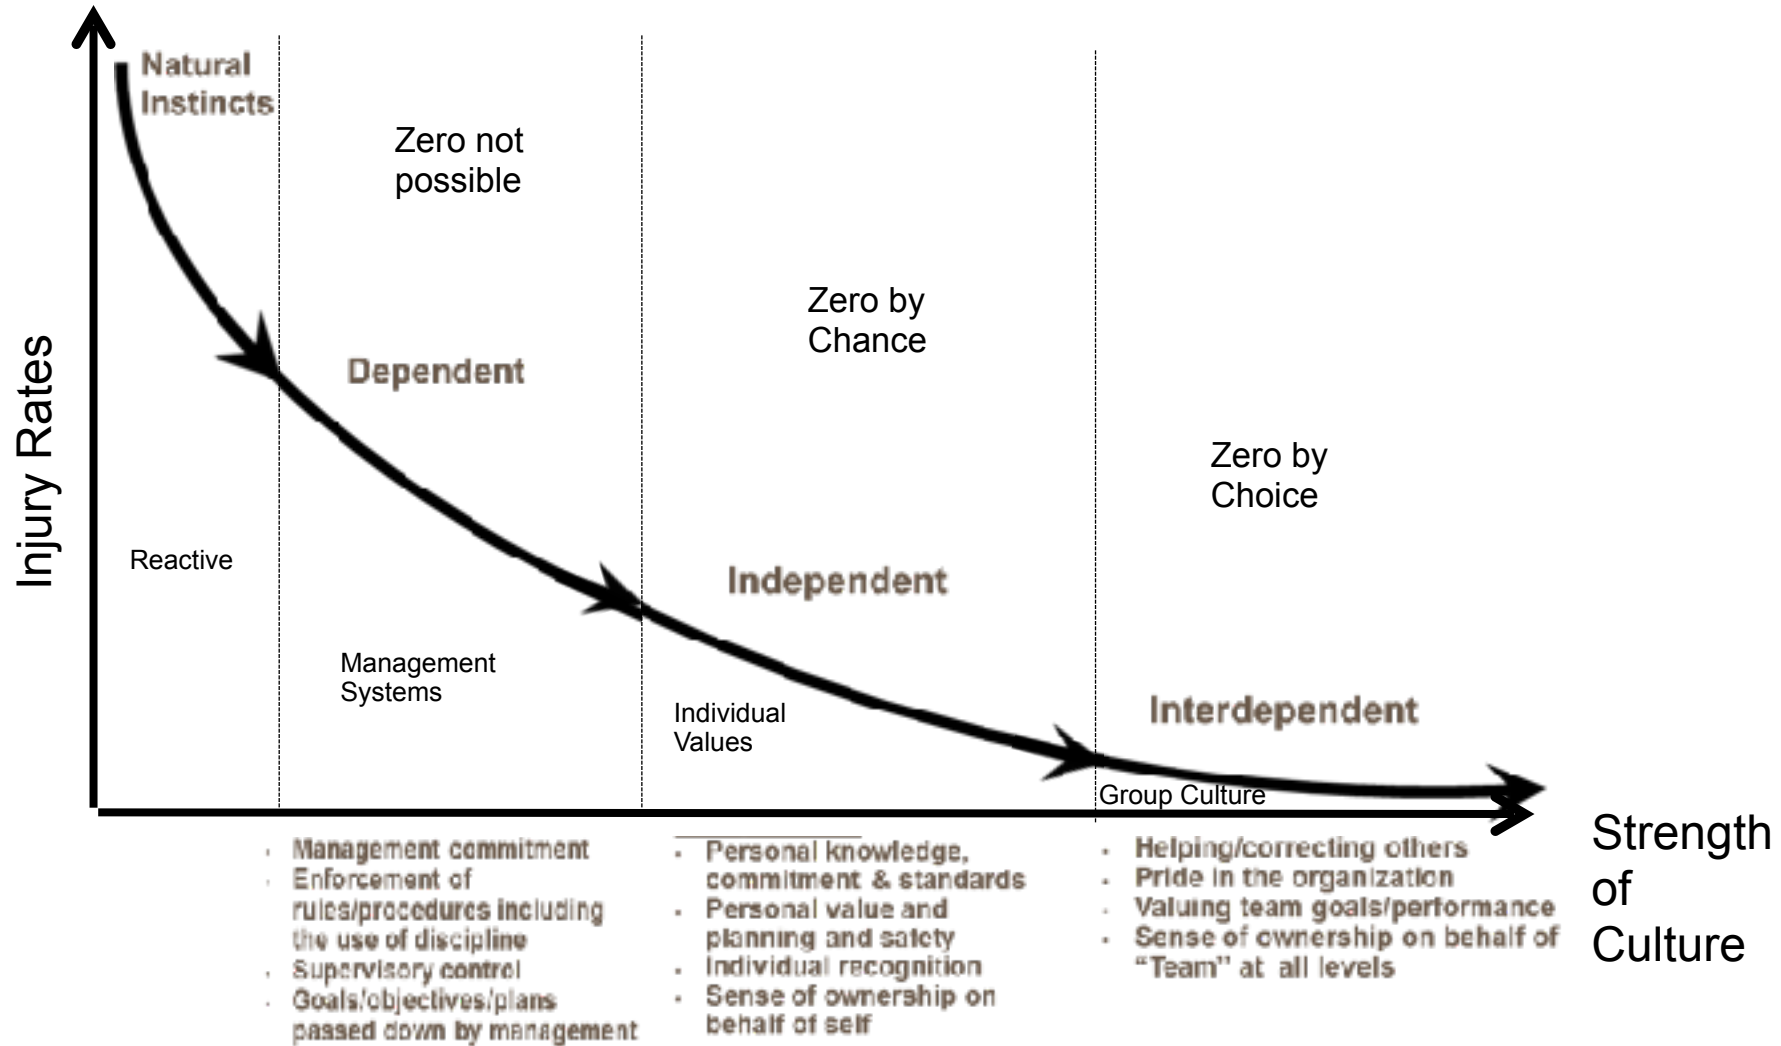 Natural
Instincts
Zero not
possible
Zero by
Chance
Zero by
Choice
Dependent
Independent
Interdependent
Injury Rates
Reactive
Management
Systems
Individual
Values
Group Culture
Strength
of
Culture
· Management commitment
· Enforcement of
rules/procedures including
the use of discipline
· Supervisory control
· Goals/objectives/plans
passed down by management
· Personal knowledge,
commitment & standards
· Personal value and
planning and safety
· Individual recognition
· Sense of ownership on
behalf of self
· Helping/correcting others
· Pride in the organization
· Valuing team goals/performance
· Sense of ownership on behalf of
“Team” at all levels